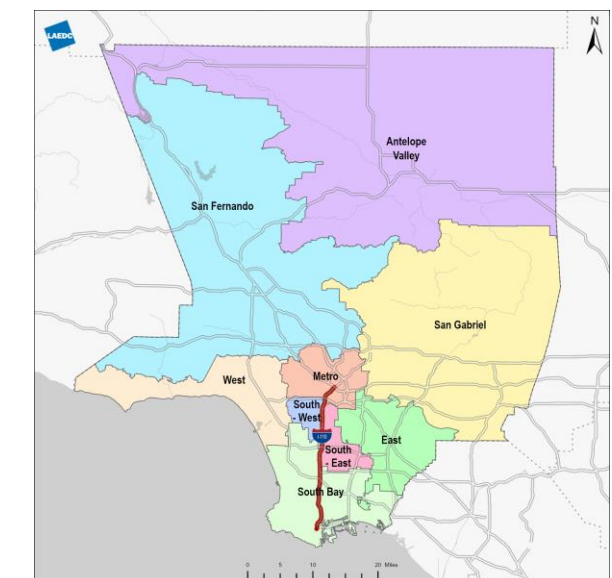 LAEDC
N
Antelope
Valley
San Fernando
San Gabriel
West
Metro
South
- West
South
- East
East
South Bay
0 5 10 20 Miles